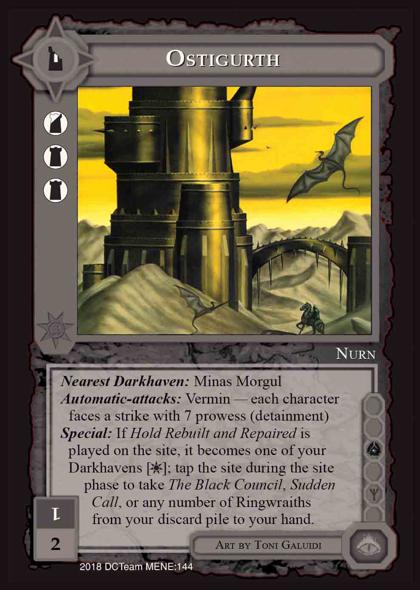 Ostigurth
Nurn
Nearest Darkhaven: Minas Morgul
Automatic-attacks: Vermin — each character
faces a strike with 7 prowess (detainment)
Special: If Hold Rebuilt and Repaired is
played on the site, it becomes one of your
Darkhavens [☀]; tap the site during the site
phase to take The Black Council, Sudden
Call, or any number of Ringwraiths
from your discard pile to your hand.
1
2
Art by Toni Galuidi
2018 DCTeam MENE:144